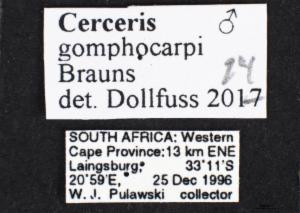 Cerceris ♂
gomphocarpi
Brauns 24
det. Dollfuss 2017
SOUTH AFRICA: Western
Cape Province: 13 km ENE
Laingsburg, 33°11'S
20°59'E, 25 Dec 1996
W. J. Pulawski collector